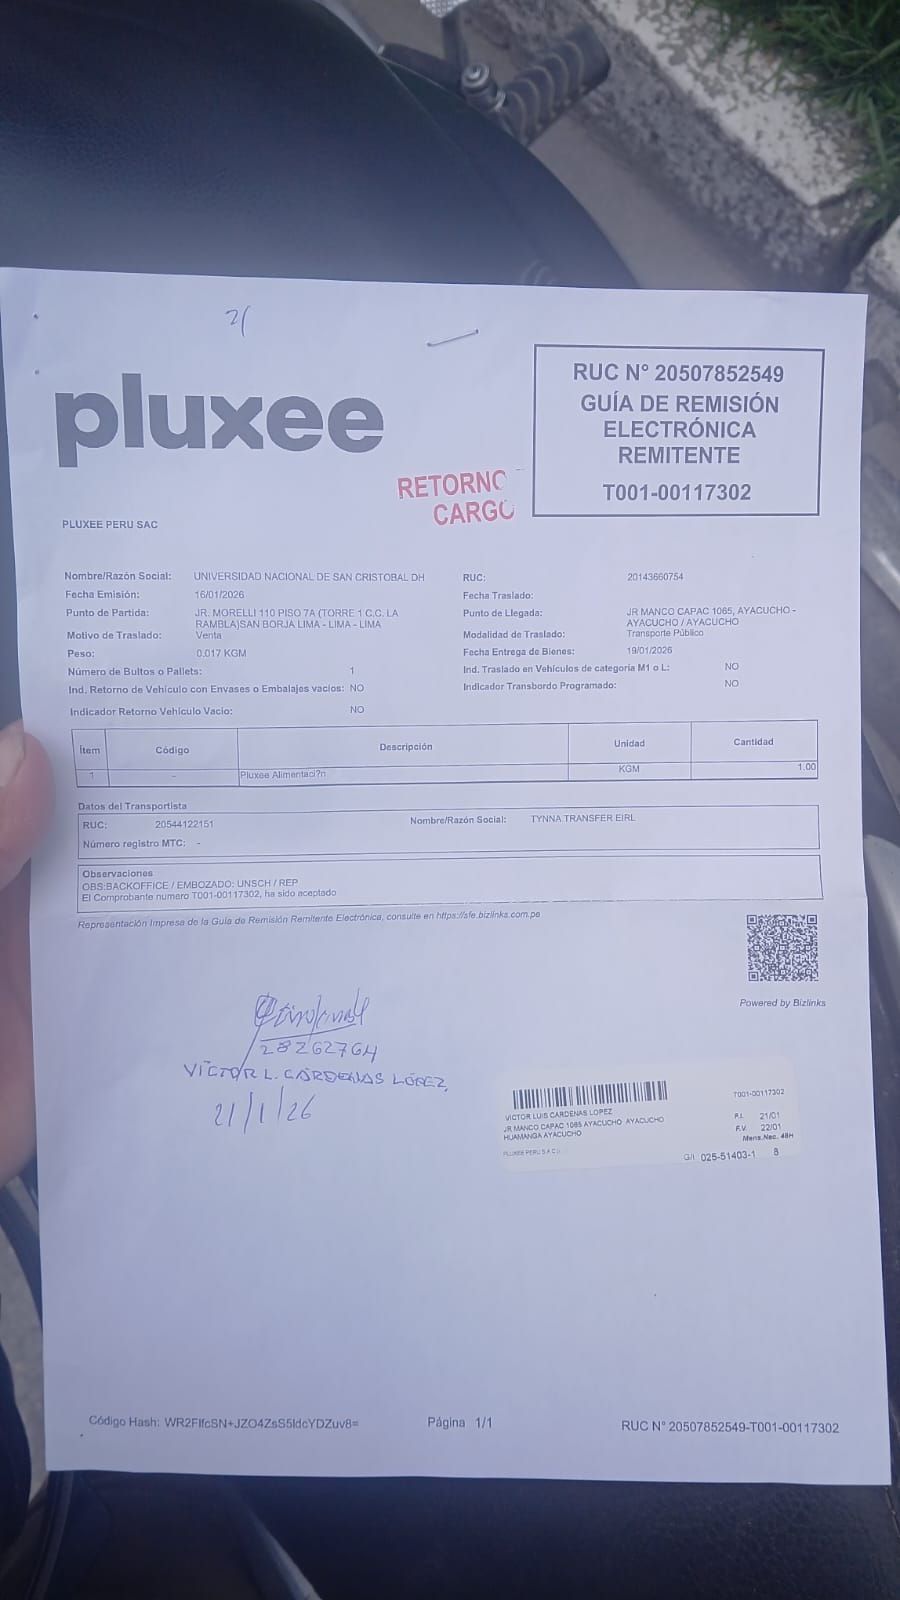 2(
pluxee
RUC N° 20507852549
GUÍA DE REMISIÓN
ELECTRÓNICA
REMITENTE
T001-00117302
RETORNO
CARGO
PLUXEE PERU SAC
Nombre/Razón Social: UNIVERSIDAD NACIONAL DE SAN CRISTOBAL DH
RUC: 20143660754
Fecha Emisión: 16/01/2026
Fecha Traslado:
Punto de Partida: JR. MORELLI 110 PISO 7A (TORRE 1 C.C. LA
RAMBLA)SAN BORJA LIMA - LIMA - LIMA
Punto de Llegada: JR MANCO CAPAC 1065, AYACUCHO -
AYACUCHO / AYACUCHO
Motivo de Traslado: Venta
Modalidad de Traslado: Transporte Público
Peso: 0.017 KGM
Fecha Entrega de Bienes: 19/01/2026
Número de Bultos o Pallets: 1
Ind. Traslado en Vehículos de categoría M1 o L: NO
Ind. Retorno de Vehículo con Envases o Embalajes vacíos: NO
Indicador Transbordo Programado: NO
Indicador Retorno Vehículo Vacío: NO
Ítem Código Descripción Unidad Cantidad
1 - Pluxee Alimentaci?n KGM 1.00
Datos del Transportista
RUC: 20544122151 Nombre/Razón Social: TYNNA TRANSFER EIRL
Número registro MTC: -
Observaciones
OBS:BACKOFFICE / EMBOZADO: UNSCH / REP
El Comprobante numero T001-00117302, ha sido aceptado
Representación Impresa de la Guía de Remisión Remitente Electrónica, consulte en https://sfe.bizlinks.com.pe
Powered by Bizlinks
28262764
VÍCTOR L. CÁRDENAS LÓPEZ
21/1/26
T001-00117302
VICTOR LUIS CARDENAS LOPEZ
JR MANCO CAPAC 1065 AYACUCHO AYACUCHO
HUAMANGA AYACUCHO
P.I. 21/01
F.V. 22/01
Mens.Nac. 48H
PLUXEE PERU S A C
G/I 025-51403-1 8
Código Hash: WR2FIfcSN+JZO4ZsS5ldcYDZuv8=
Página 1/1
RUC N° 20507852549-T001-00117302